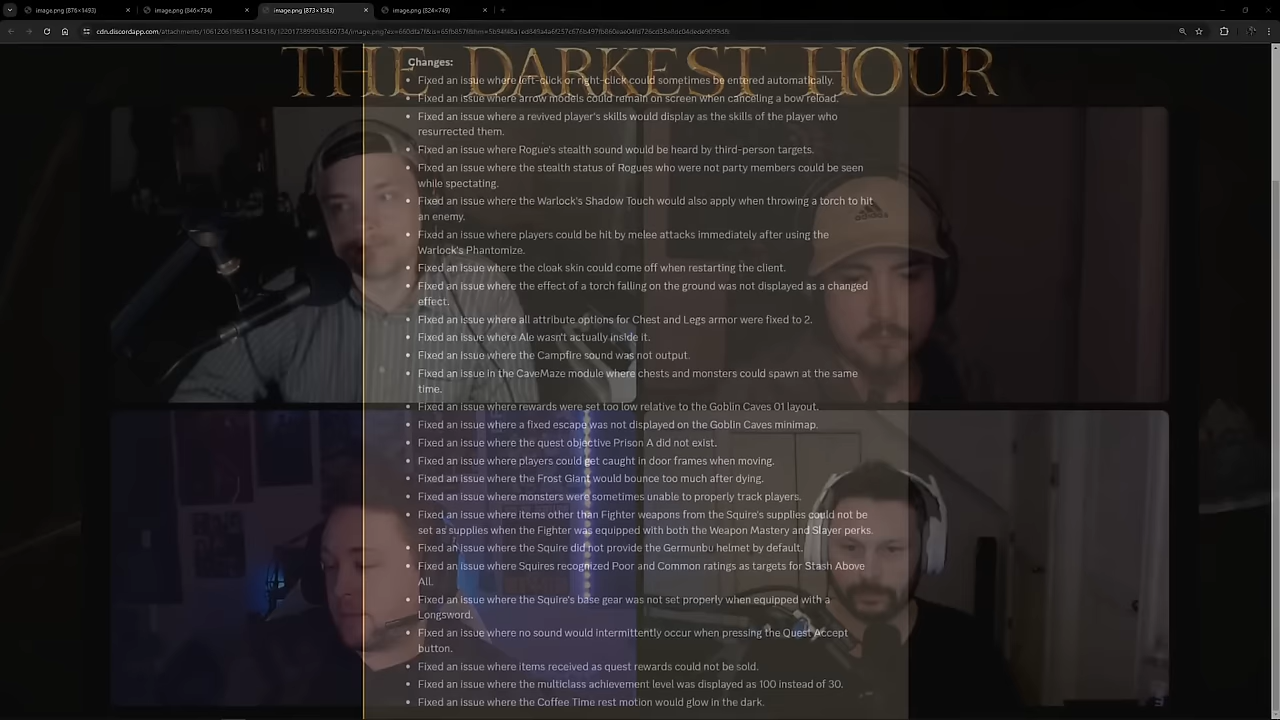 image.png (876×1493)
image.png (846×734)
image.png (873×1343)
image.png (824×749)
THE DARKEST HOUR
Changes:
Fixed an issue where left-click or right-click could sometimes be entered automatically.
Fixed an issue where arrow models could remain on screen when canceling a bow reload.
Fixed an issue where a revived player's skills would display as the skills of the player who
resurrected them.
Fixed an issue where Rogue's stealth sound would be heard by third-person targets.
Fixed an issue where the stealth status of Rogues who were not party members could be seen
while spectating.
Fixed an issue where the Warlock's Shadow Touch would also apply when throwing a torch to hit
an enemy.
Fixed an issue where players could be hit by melee attacks immediately after using the
Warlock's Phantomize.
Fixed an issue where the cloak skin could come off when restarting the client.
Fixed an issue where the effect of a torch falling on the ground was not displayed as a changed
effect.
Fixed an issue where all attribute options for Chest and Legs armor were fixed to 2.
Fixed an issue where Ale wasn't actually inside it.
Fixed an issue where the Campfire sound was not output.
Fixed an issue in the CaveMaze module where chests and monsters could spawn at the same
time.
Fixed an issue where rewards were set too low relative to the Goblin Caves 01 layout.
Fixed an issue where a fixed escape was not displayed on the Goblin Caves minimap.
Fixed an issue where the quest objective Prison A did not exist.
Fixed an issue where players could get caught in door frames when moving.
Fixed an issue where the Frost Giant would bounce too much after dying.
Fixed an issue where monsters were sometimes unable to properly track players.
Fixed an issue where items other than Fighter weapons from the Squire's supplies could not be
set as supplies when the Fighter was equipped with both the Weapon Mastery and Slayer perks.
Fixed an issue where the Squire did not provide the Germunbu helmet by default.
Fixed an issue where Squires recognized Poor and Common ratings as targets for Stash Above
All.
Fixed an issue where the Squire's base gear was not set properly when equipped with a
Longsword.
Fixed an issue where no sound would intermittently occur when pressing the Quest Accept
button.
Fixed an issue where items received as quest rewards could not be sold.
Fixed an issue where the multiclass achievement level was displayed as 100 instead of 30.
Fixed an issue where the Coffee Time rest motion would glow in the dark.